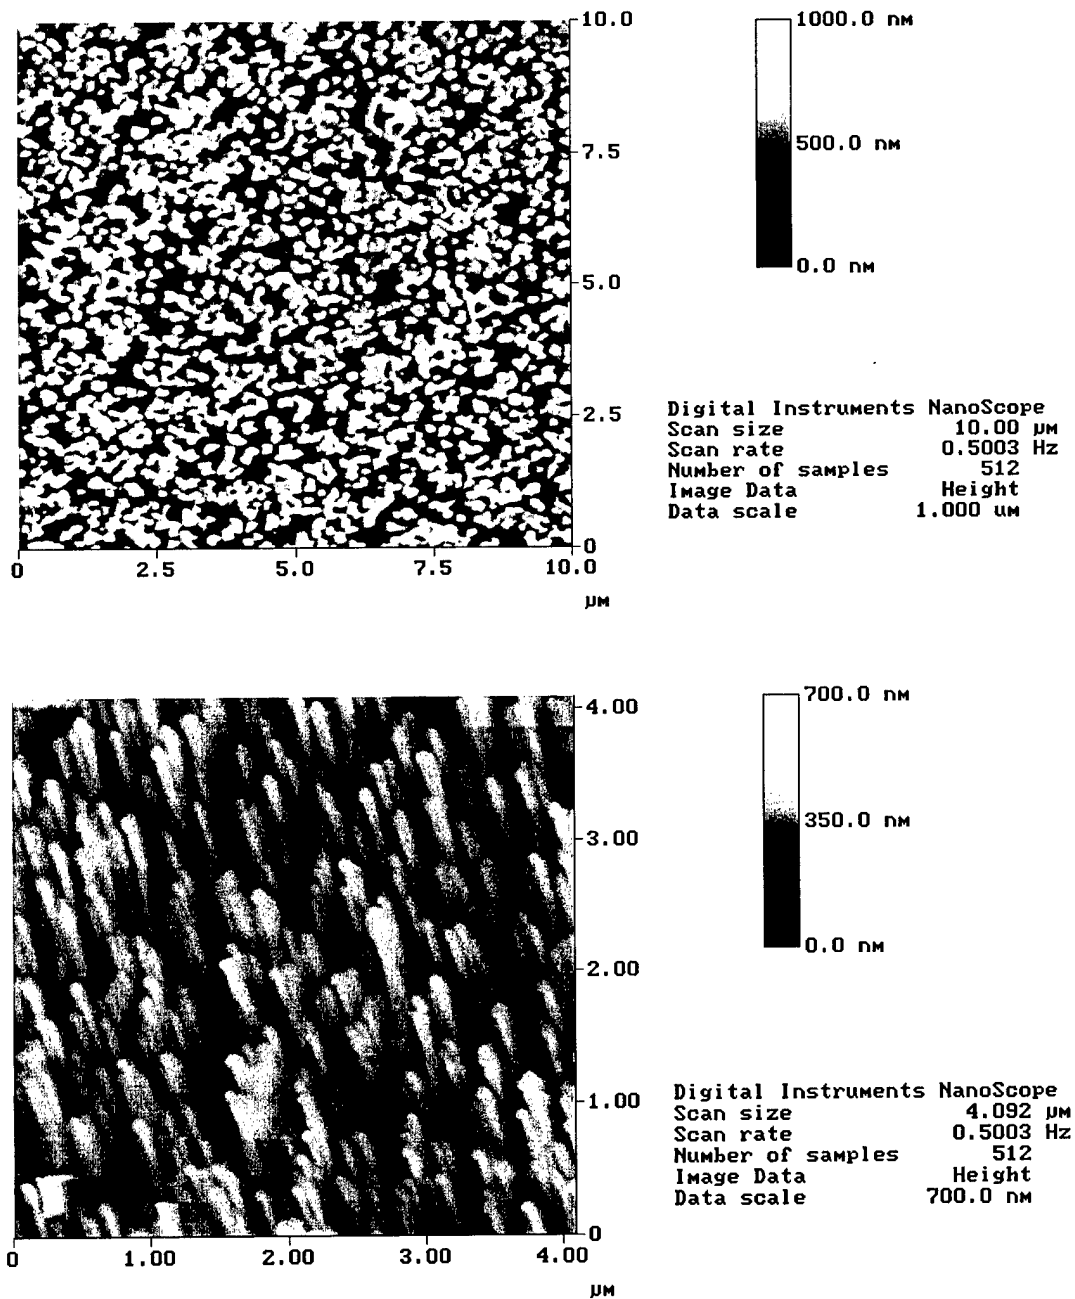 10.0
7.5
5.0
2.5
0
0 2.5 5.0 7.5 10.0
µM
1000.0 nM
500.0 nM
0.0 nM
Digital Instruments NanoScope
Scan size 10.00 µM
Scan rate 0.5003 Hz
Number of samples 512
Image Data Height
Data scale 1.000 uM
4.00
3.00
2.00
1.00
0
0 1.00 2.00 3.00 4.00
µM
700.0 nM
350.0 nM
0.0 nM
Digital Instruments NanoScope
Scan size 4.092 µM
Scan rate 0.5003 Hz
Number of samples 512
Image Data Height
Data scale 700.0 nM